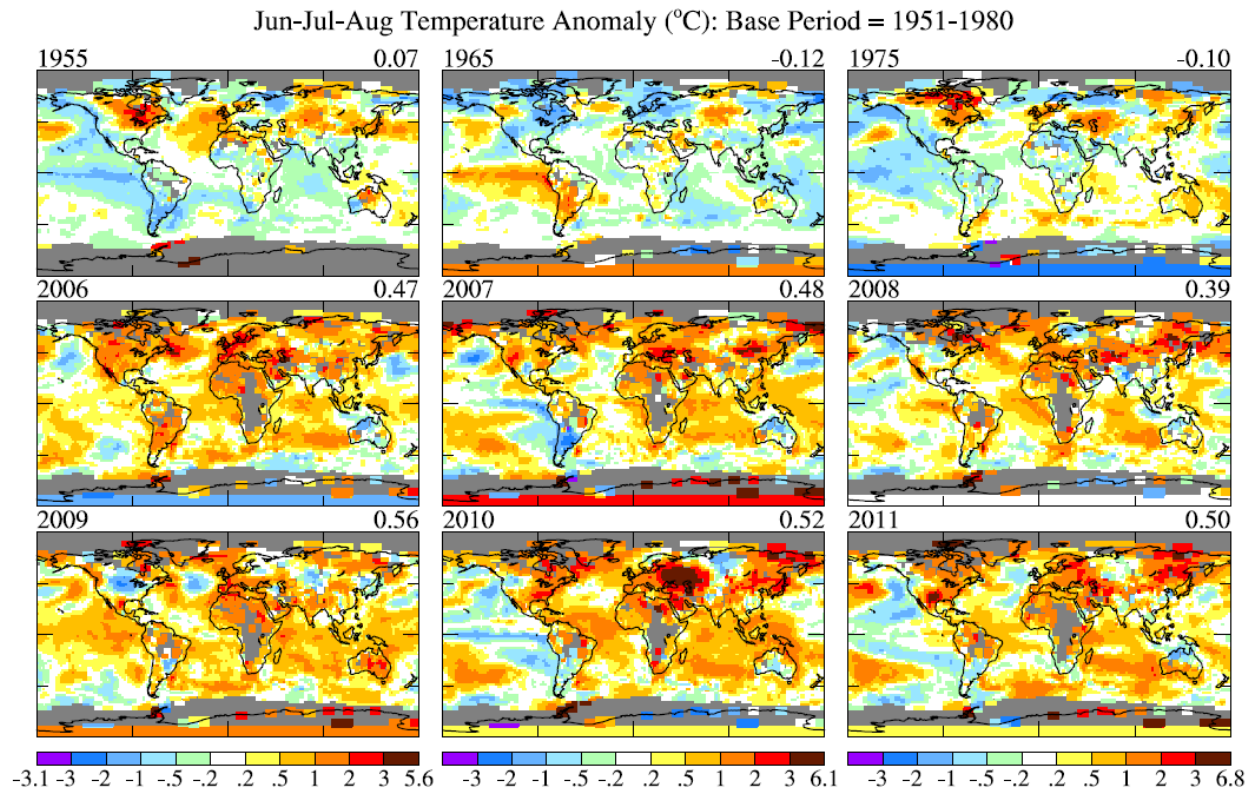 Jun-Jul-Aug Temperature Anomaly (°C): Base Period = 1951-1980
1955 0.07 1965 -0.12 1975 -0.10
2006 0.47 2007 0.48 2008 0.39
2009 0.56 2010 0.52 2011 0.50
-3.1 -3 -2 -1 -.5 -.2 .2 .5 1 2 3 5.6 -3 -2 -1 -.5 -.2 .2 .5 1 2 3 6.1 -3 -2 -1 -.5 -.2 .2 .5 1 2 3 6.8